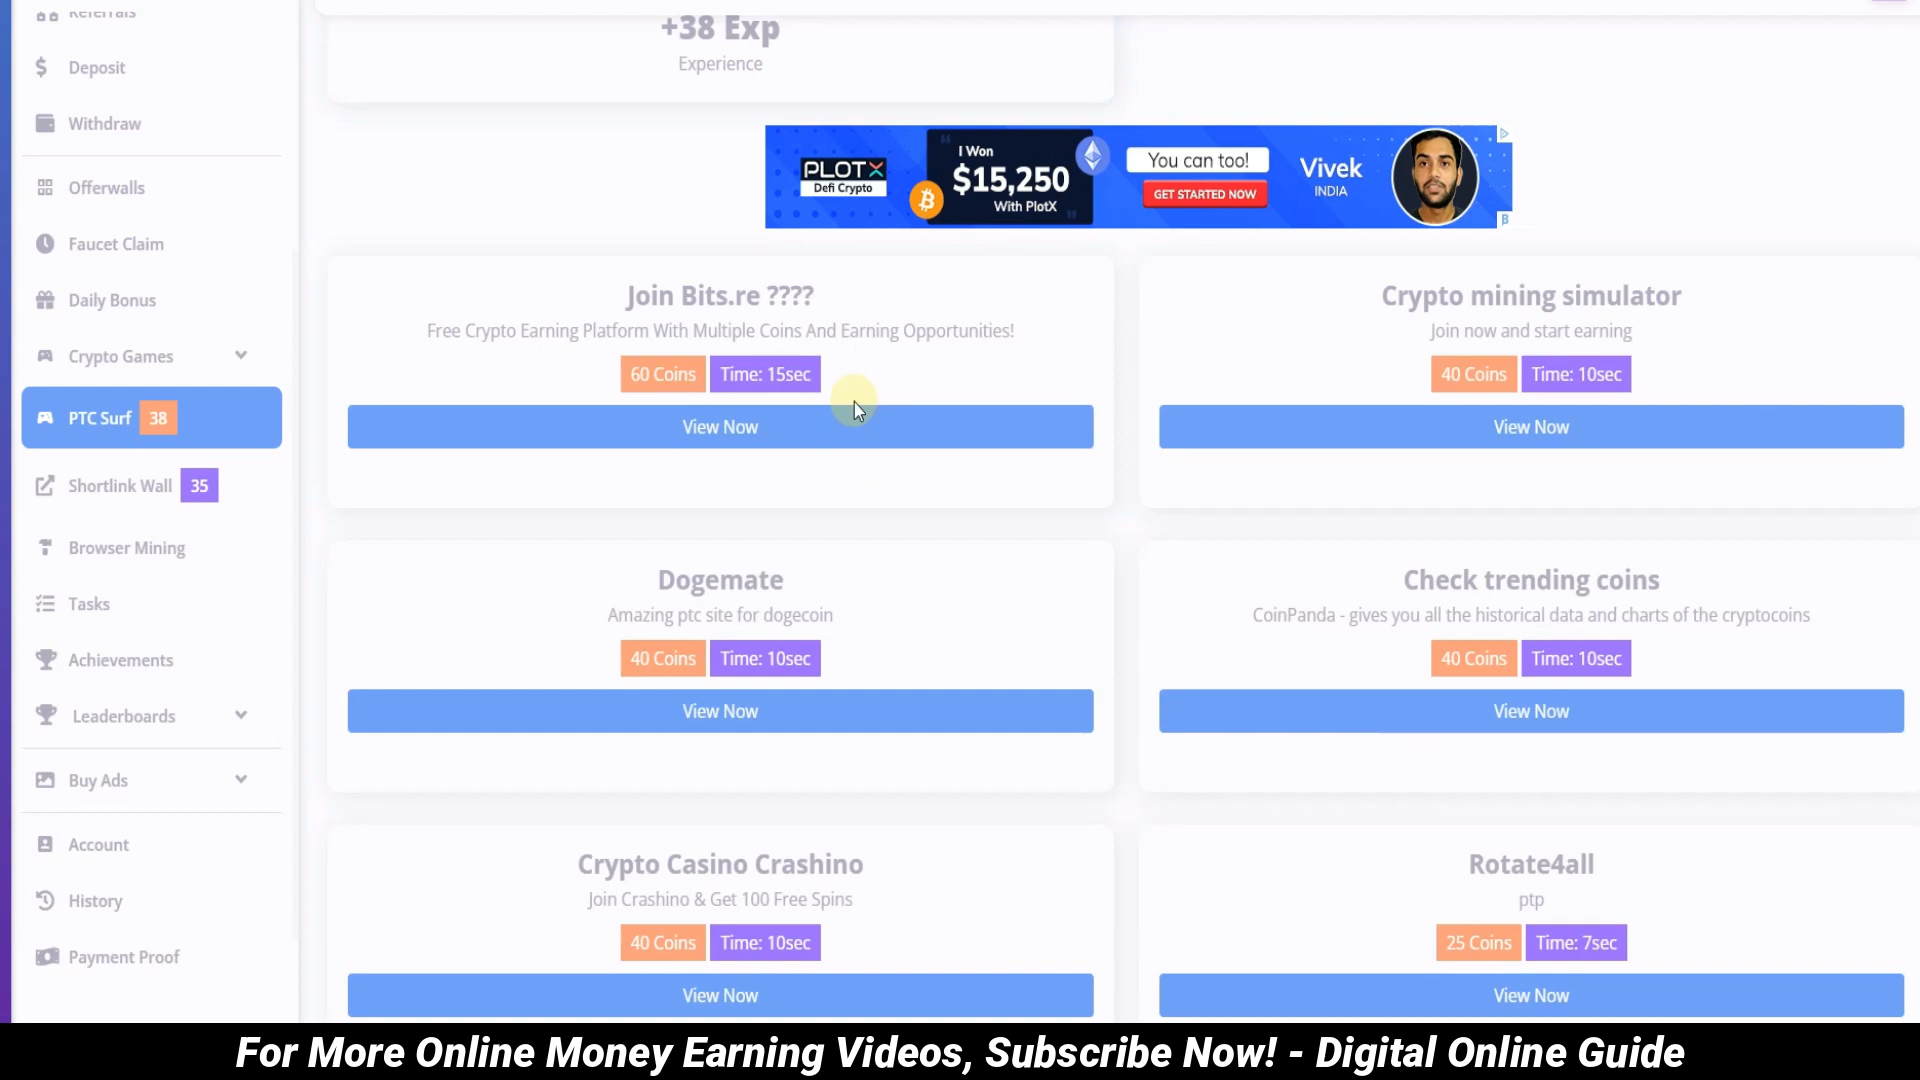 Referrals
Deposit
Withdraw
Offerwalls
Faucet Claim
Daily Bonus
Crypto Games
PTC Surf 38
Shortlink Wall 35
Browser Mining
Tasks
Achievements
Leaderboards
Buy Ads
Account
History
Payment Proof
+38 Exp
Experience
PLOTX
Defi Crypto
I Won
$15,250
With PlotX
You can too!
GET STARTED NOW
Vivek
INDIA
B
Join Bits.re ????
Free Crypto Earning Platform With Multiple Coins And Earning Opportunities!
60 Coins Time: 15sec
View Now
Crypto mining simulator
Join now and start earning
40 Coins Time: 10sec
View Now
Dogemate
Amazing ptc site for dogecoin
40 Coins Time: 10sec
View Now
Check trending coins
CoinPanda - gives you all the historical data and charts of the cryptocoins
40 Coins Time: 10sec
View Now
Crypto Casino Crashino
Join Crashino & Get 100 Free Spins
40 Coins Time: 10sec
View Now
Rotate4all
ptp
25 Coins Time: 7sec
View Now
For More Online Money Earning Videos, Subscribe Now! - Digital Online Guide